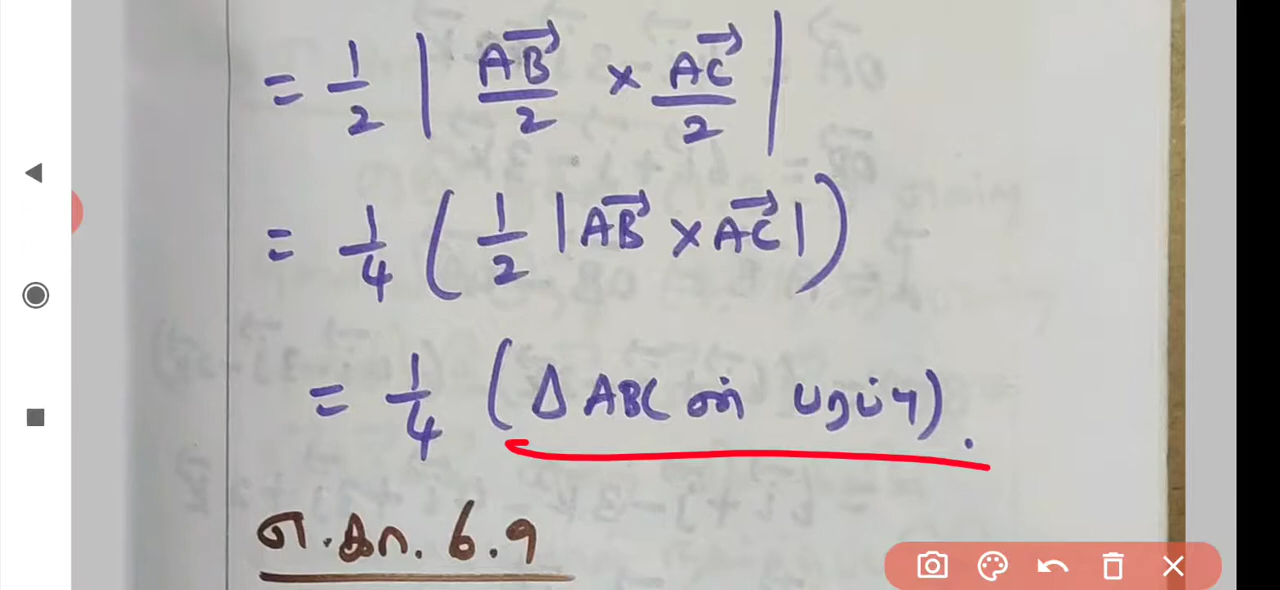 = 1/2 | AB⃗/2 × AC⃗/2 |
= 1/4 ( 1/2 |AB⃗ × AC⃗| )
= 1/4 ( Δ ABC ன் பரப்பு ) .
எ.கா. 6.9